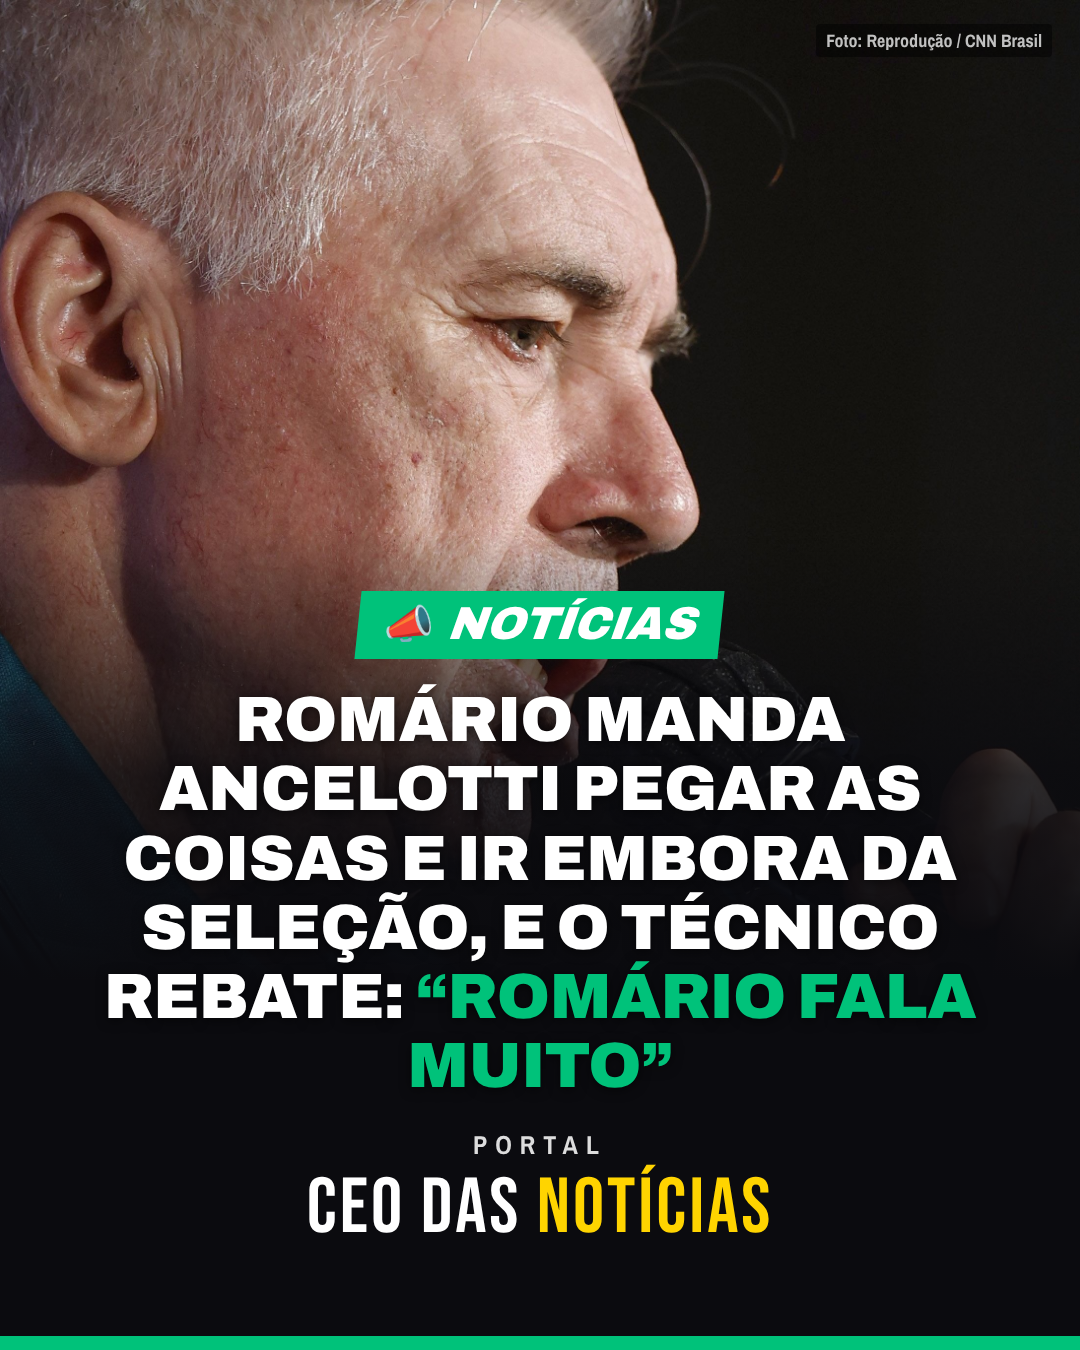 Foto: Reprodução / CNN Brasil
NOTÍCIAS
ROMÁRIO MANDA
ANCELOTTI PEGAR AS
COISAS E IR EMBORA DA
SELEÇÃO, E O TÉCNICO
REBATE: “ROMÁRIO FALA
MUITO”
PORTAL
CEO DAS NOTÍCIAS